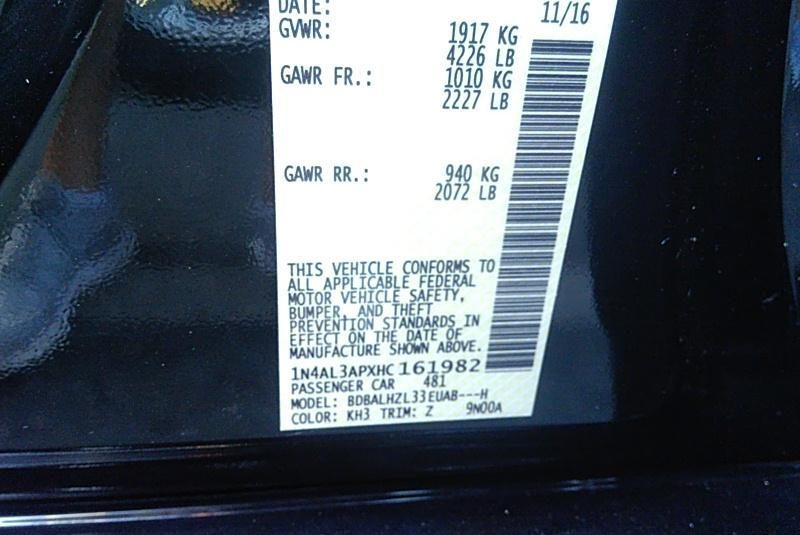 DATE: 11/16
GVWR: 1917 KG
4226 LB
GAWR FR.: 1010 KG
2227 LB
GAWR RR.: 940 KG
2072 LB
THIS VEHICLE CONFORMS TO
ALL APPLICABLE FEDERAL
MOTOR VEHICLE SAFETY,
BUMPER, AND THEFT
PREVENTION STANDARDS IN
EFFECT ON THE DATE OF
MANUFACTURE SHOWN ABOVE.
1N4AL3APXHC161982
PASSENGER CAR 481
MODEL: BDBALHZL33EUAB---H
COLOR: KH3 TRIM: Z 9N00A